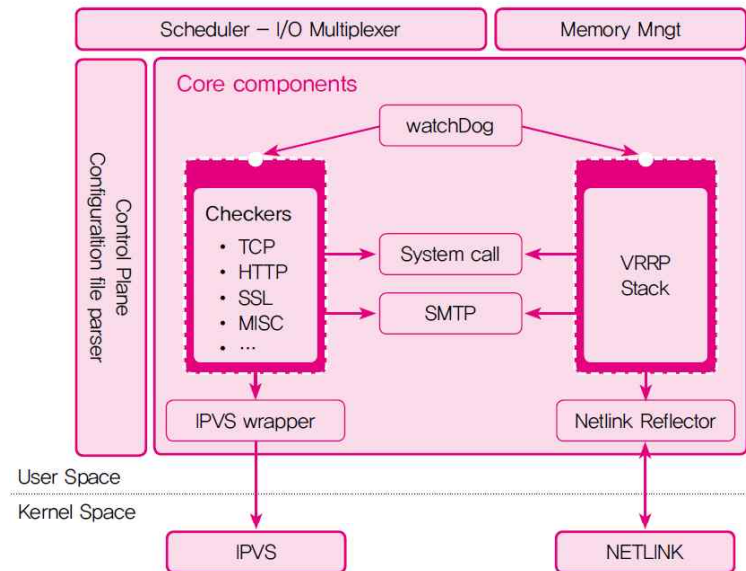 Scheduler – I/O Multiplexer
Memory Mngt
Control Plane
Configuraltion file parser
Core components
watchDog
Checkers
• TCP
• HTTP
• SSL
• MISC
• ...
System call
SMTP
VRRP
Stack
IPVS wrapper
Netlink Reflector
User Space
Kernel Space
IPVS
NETLINK